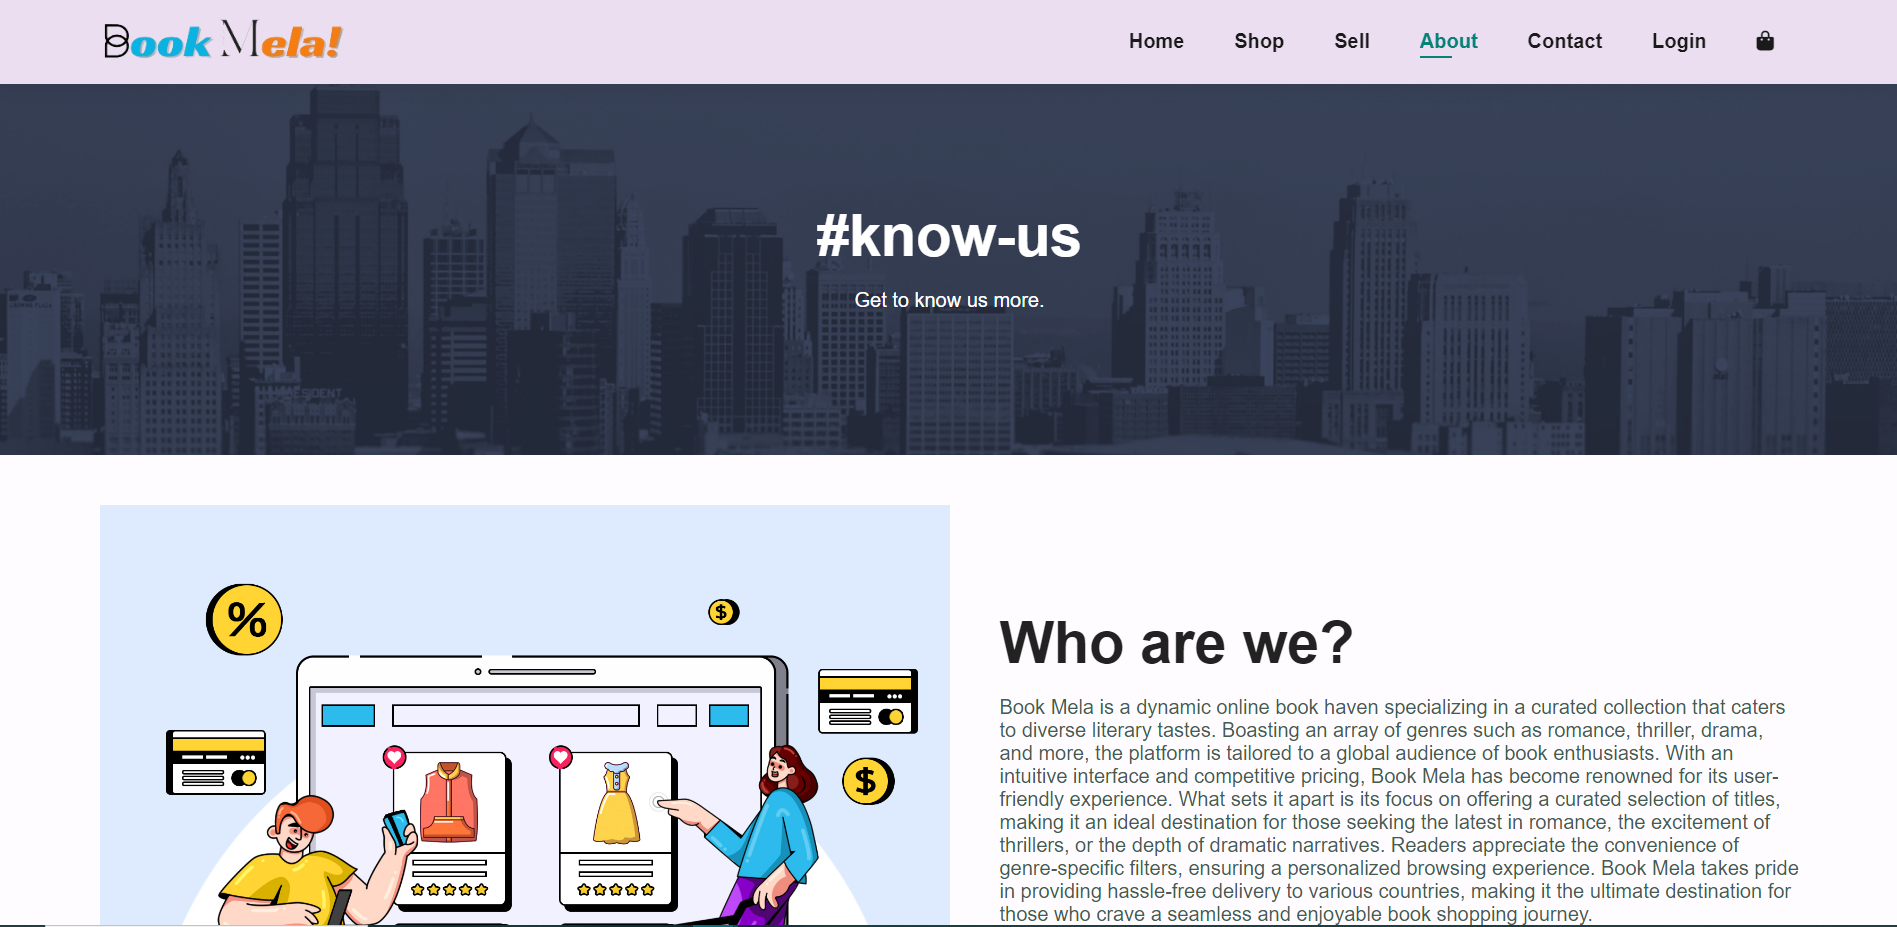 Book Mela!
Home Shop Sell About Contact Login
#know-us
Get to know us more.
PRESIDENT
%
$
$
Who are we?
Book Mela is a dynamic online book haven specializing in a curated collection that caters
to diverse literary tastes. Boasting an array of genres such as romance, thriller, drama,
and more, the platform is tailored to a global audience of book enthusiasts. With an
intuitive interface and competitive pricing, Book Mela has become renowned for its user-
friendly experience. What sets it apart is its focus on offering a curated selection of titles,
making it an ideal destination for those seeking the latest in romance, the excitement of
thrillers, or the depth of dramatic narratives. Readers appreciate the convenience of
genre-specific filters, ensuring a personalized browsing experience. Book Mela takes pride
in providing hassle-free delivery to various countries, making it the ultimate destination for
those who crave a seamless and enjoyable book shopping journey.